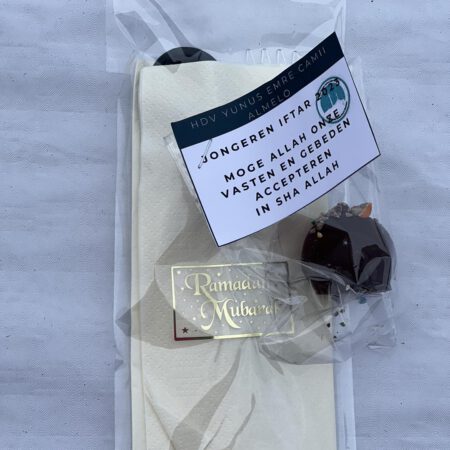 HDV YUNUS EMRE CAMII
ALMELO
JONGEREN IFTAR 2023
MOGE ALLAH ONZE
VASTEN EN GEBEDEN
ACCEPTEREN
IN SHA ALLAH
Ramadan
Mubarak